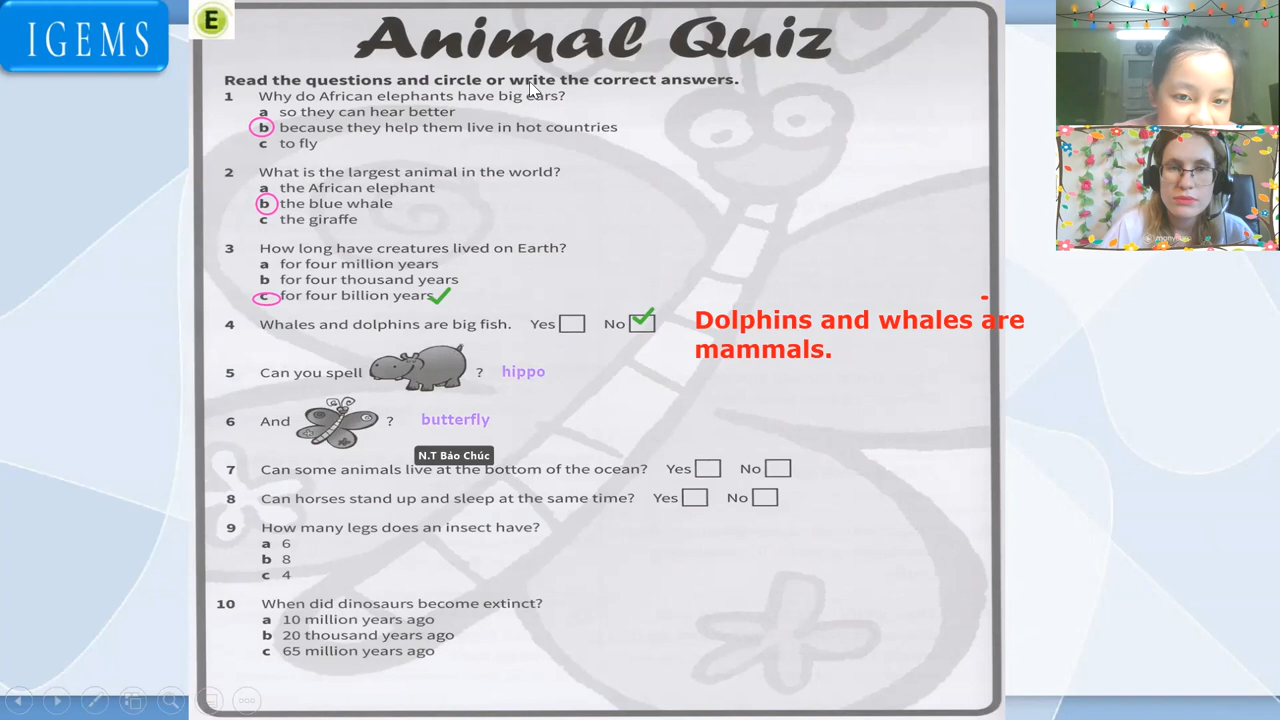 IGEMS
E
Animal Quiz
Read the questions and circle or write the correct answers.
1 Why do African elephants have big ears?
a so they can hear better
b because they help them live in hot countries
c to fly
2 What is the largest animal in the world?
a the African elephant
b the blue whale
c the giraffe
3 How long have creatures lived on Earth?
a for four million years
b for four thousand years
c for four billion years
4 Whales and dolphins are big fish. Yes No
Dolphins and whales are
mammals.
5 Can you spell ? hippo
6 And ? butterfly
N.T Bảo Chúc
7 Can some animals live at the bottom of the ocean? Yes No
8 Can horses stand up and sleep at the same time? Yes No
9 How many legs does an insect have?
a 6
b 8
c 4
10 When did dinosaurs become extinct?
a 10 million years ago
b 20 thousand years ago
c 65 million years ago